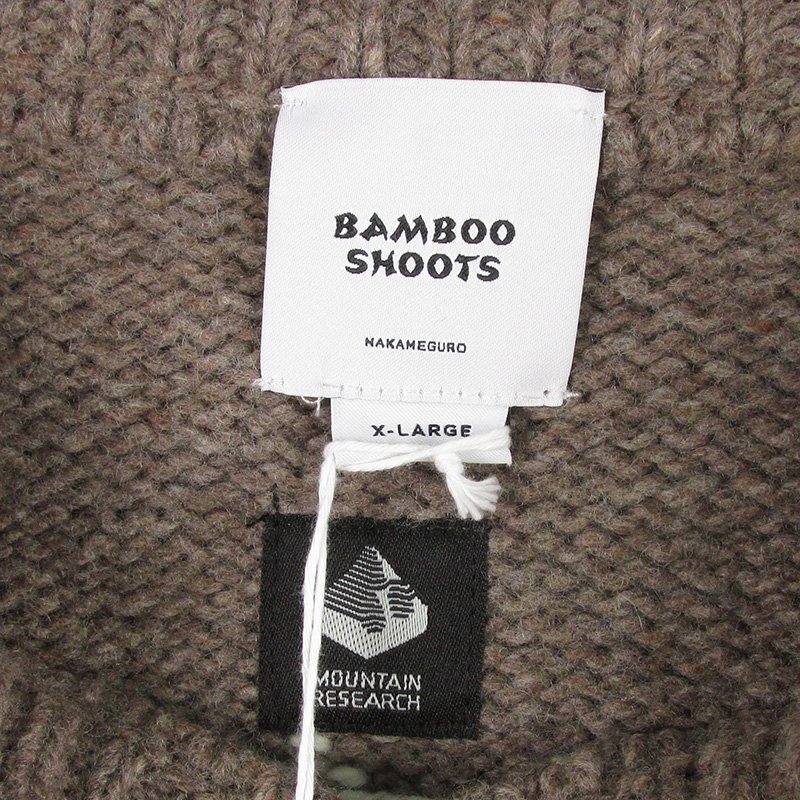 BAMBOO
SHOOTS
NAKAMEGURO
X-LARGE
MOUNTAIN
RESEARCH